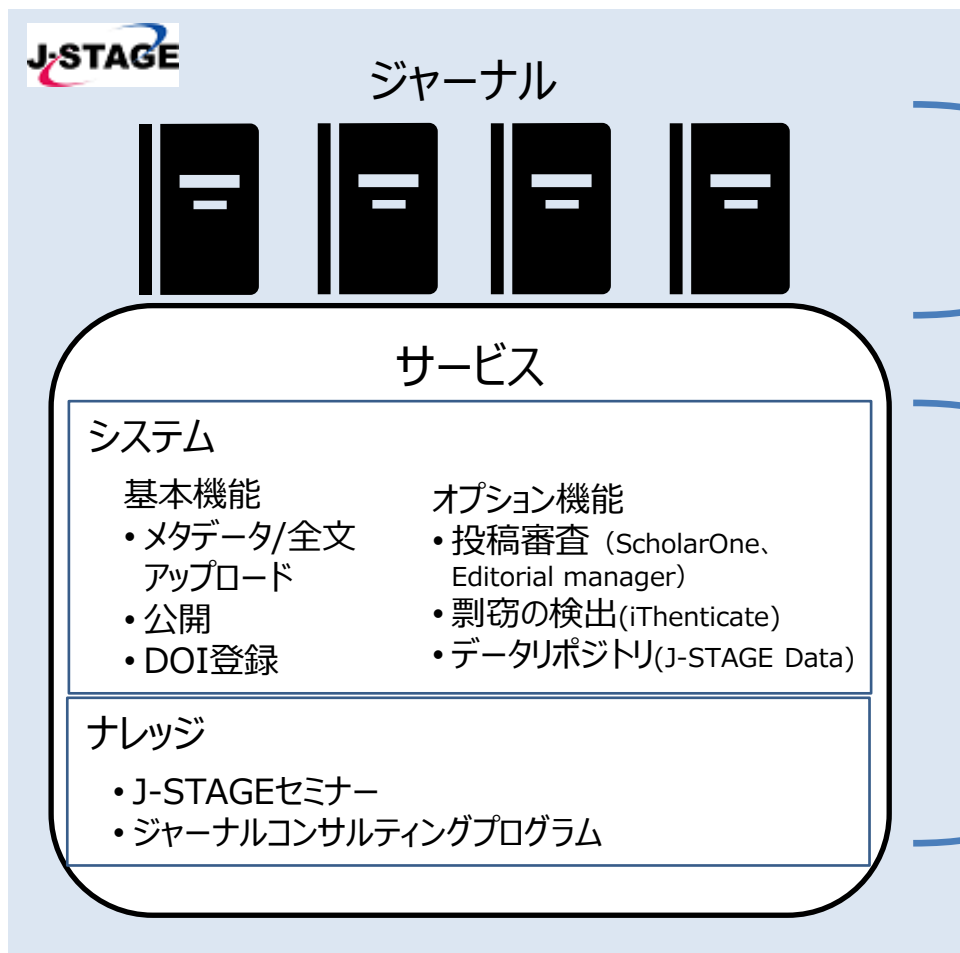 J-STAGE
ジャーナル
サービス
システム
基本機能
•メタデータ/全文
アップロード
•公開
•DOI登録
オプション機能
•投稿審査（ScholarOne、
Editorial manager）
•剽窃の検出(iThenticate)
•データリポジトリ(J-STAGE Data)
ナレッジ
•J-STAGEセミナー
•ジャーナルコンサルティングプログラム